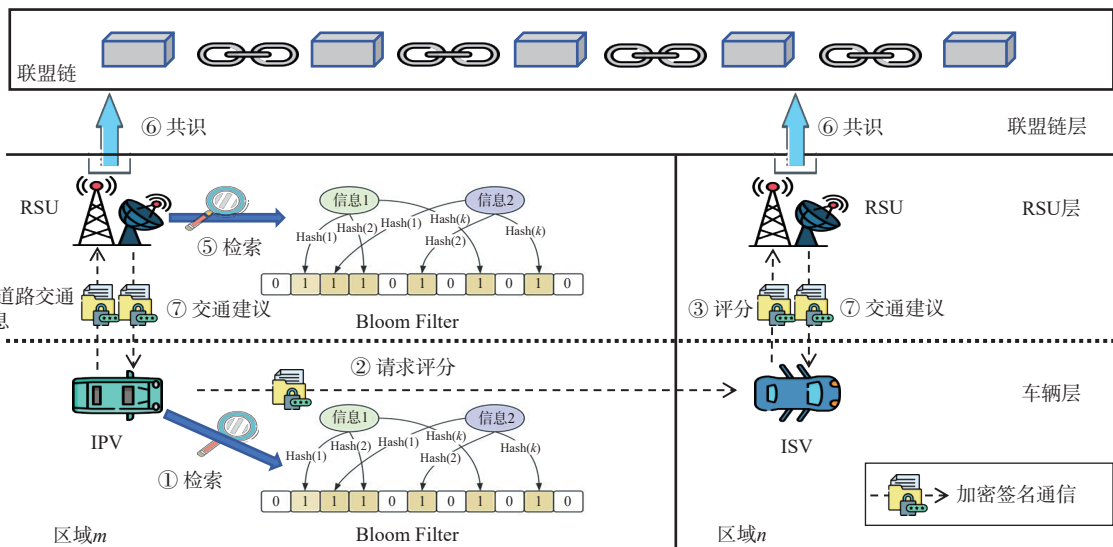 联盟链
⑥ 共识
⑥ 共识
联盟链层
RSU
⑤ 检索
信息1
信息2
Hash(1)
Hash(2)
Hash(1)
Hash(k)
Hash(2)
Hash(k)
0 1 1 1 0 1 0 1 0 1 0
Bloom Filter
RSU
RSU层
道路交通
息
⑦ 交通建议
③ 评分
⑦ 交通建议
② 请求评分
IPV
① 检索
信息1
信息2
Hash(1)
Hash(2)
Hash(1)
Hash(k)
Hash(2)
Hash(k)
0 1 1 1 0 1 0 1 0 1 0
Bloom Filter
ISV
车辆层
加密签名通信
区域m
区域n